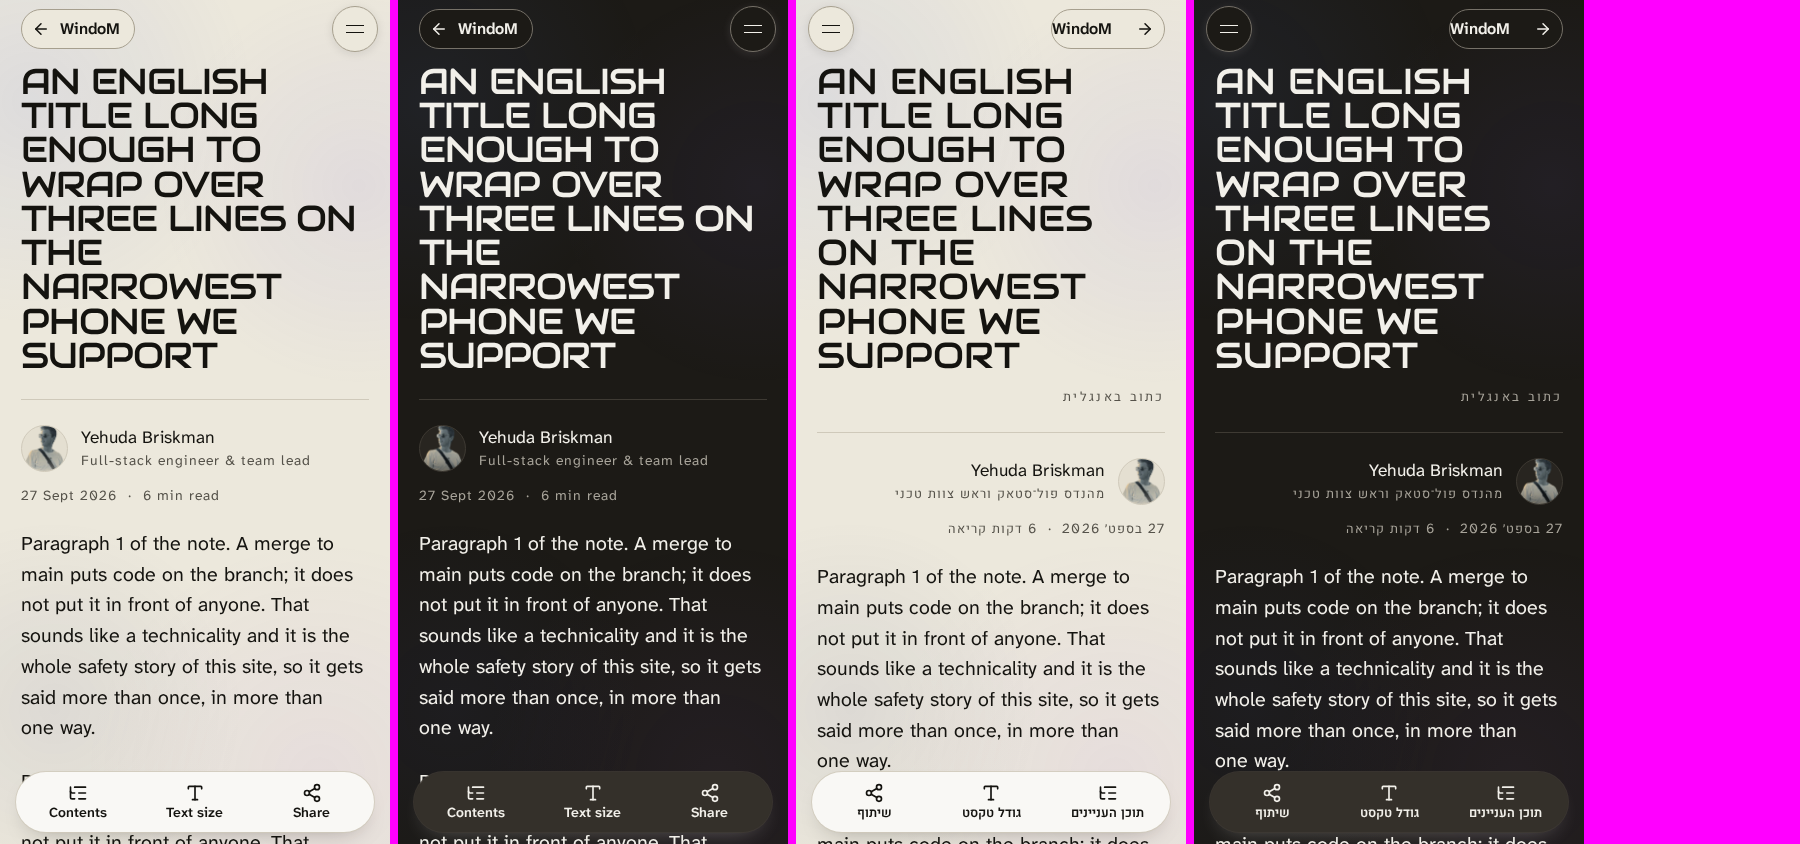 WindoM
AN ENGLISH
TITLE LONG
ENOUGH TO
WRAP OVER
THREE LINES ON
THE
NARROWEST
PHONE WE
SUPPORT
Yehuda Briskman
Full-stack engineer & team lead
27 Sept 2026 · 6 min read
Paragraph 1 of the note. A merge to
main puts code on the branch; it does
not put it in front of anyone. That
sounds like a technicality and it is the
whole safety story of this site, so it gets
said more than once, in more than
one way.
Contents Text size Share
not put it in front of anyone. That
WindoM
AN ENGLISH
TITLE LONG
ENOUGH TO
WRAP OVER
THREE LINES ON
THE
NARROWEST
PHONE WE
SUPPORT
Yehuda Briskman
Full-stack engineer & team lead
27 Sept 2026 · 6 min read
Paragraph 1 of the note. A merge to
main puts code on the branch; it does
not put it in front of anyone. That
sounds like a technicality and it is the
whole safety story of this site, so it gets
said more than once, in more than
one way.
Contents Text size Share
not put it in front of anyone. That
WindoM
AN ENGLISH
TITLE LONG
ENOUGH TO
WRAP OVER
THREE LINES
ON THE
NARROWEST
PHONE WE
SUPPORT
כתוב באנגלית
Yehuda Briskman
מהנדס פול־סטאק וראש צוות טכני
27 בספט׳ 2026 · 6 דקות קריאה
Paragraph 1 of the note. A merge to
main puts code on the branch; it does
not put it in front of anyone. That
sounds like a technicality and it is the
whole safety story of this site, so it gets
said more than once, in more than
one way.
תוכן העניינים גודל טקסט שיתוף
main puts code on the branch; it does
WindoM
AN ENGLISH
TITLE LONG
ENOUGH TO
WRAP OVER
THREE LINES
ON THE
NARROWEST
PHONE WE
SUPPORT
כתוב באנגלית
Yehuda Briskman
מהנדס פול־סטאק וראש צוות טכני
27 בספט׳ 2026 · 6 דקות קריאה
Paragraph 1 of the note. A merge to
main puts code on the branch; it does
not put it in front of anyone. That
sounds like a technicality and it is the
whole safety story of this site, so it gets
said more than once, in more than
one way.
תוכן העניינים גודל טקסט שיתוף
main puts code on the branch; it does